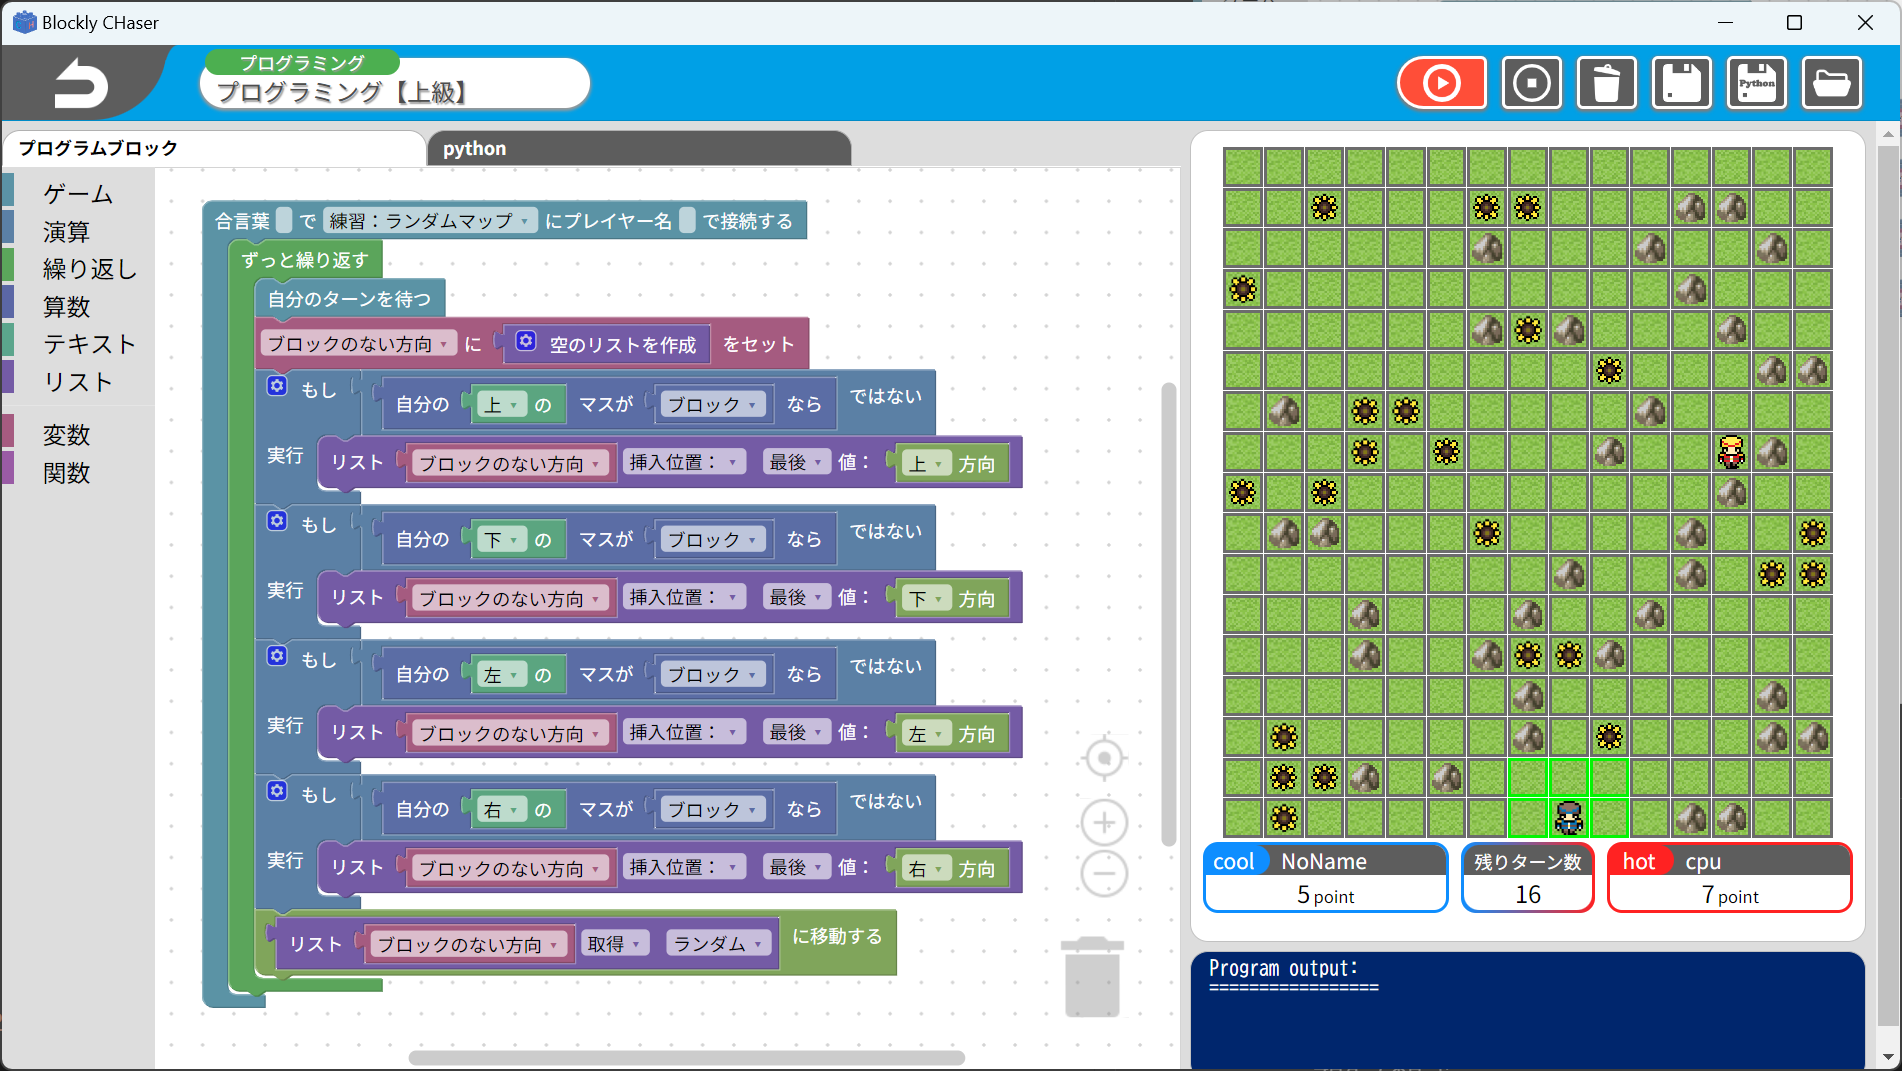 Blockly CHaser
プログラミング
プログラミング【上級】
Python
プログラムブロック
python
ゲーム
演算
繰り返し
算数
テキスト
リスト
変数
関数
合言葉 で 練習：ランダムマップ にプレイヤー名 で接続する
ずっと繰り返す
自分のターンを待つ
ブロックのない方向 に 空のリストを作成 をセット
もし 自分の 上 の マスが ブロック なら ではない
実行 リスト ブロックのない方向 挿入位置： 最後 値： 上 方向
もし 自分の 下 の マスが ブロック なら ではない
実行 リスト ブロックのない方向 挿入位置： 最後 値： 下 方向
もし 自分の 左 の マスが ブロック なら ではない
実行 リスト ブロックのない方向 挿入位置： 最後 値： 左 方向
もし 自分の 右 の マスが ブロック なら ではない
実行 リスト ブロックのない方向 挿入位置： 最後 値： 右 方向
リスト ブロックのない方向 取得 ランダム に移動する
cool NoName
5 point
残りターン数
16
hot cpu
7 point
Program output:
=================